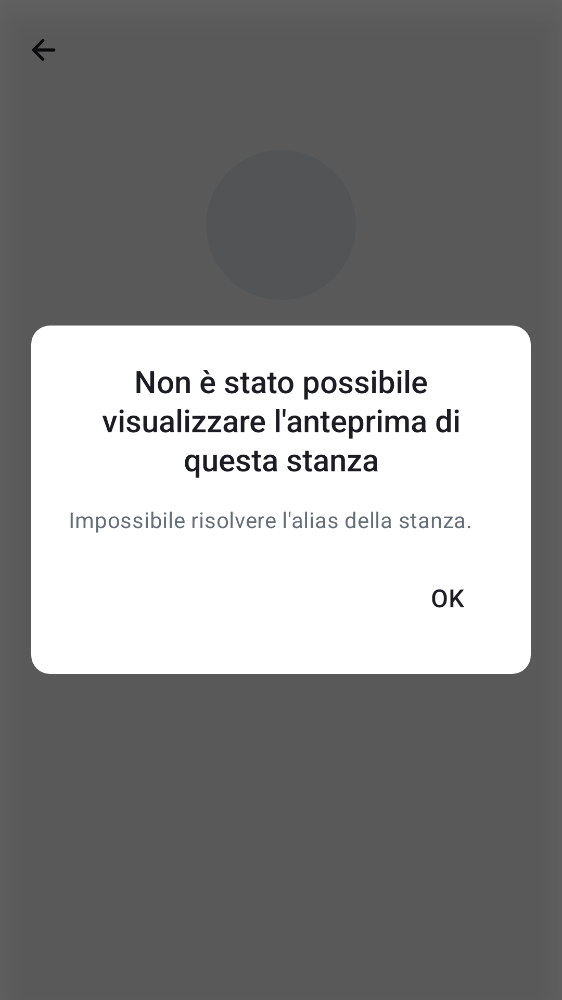 Non è stato possibile
visualizzare l'anteprima di
questa stanza
Impossibile risolvere l'alias della stanza.
OK